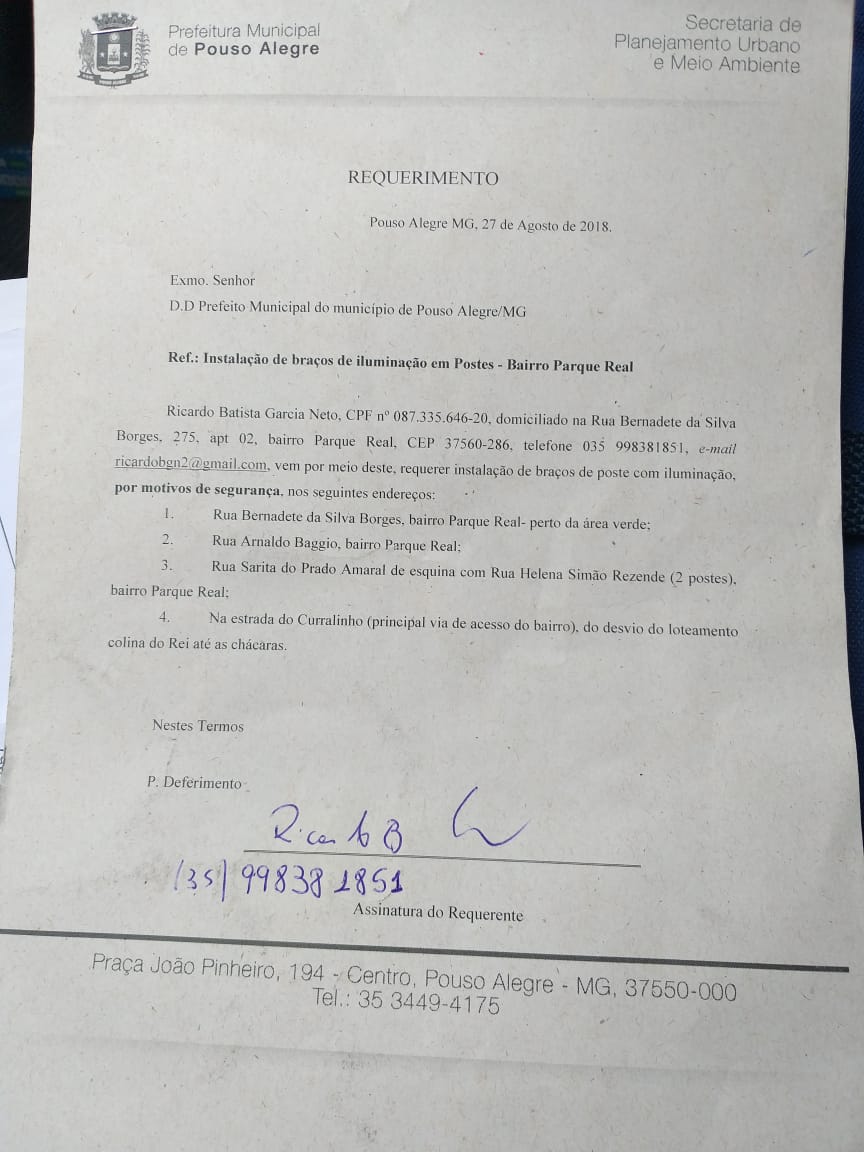 Prefeitura Municipal
de Pouso Alegre
Secretaria de
Planejamento Urbano
e Meio Ambiente
REQUERIMENTO
Pouso Alegre MG, 27 de Agosto de 2018.
Exmo. Senhor
D.D Prefeito Municipal do município de Pouso Alegre/MG
Ref.: Instalação de braços de iluminação em Postes - Bairro Parque Real
Ricardo Batista Garcia Neto, CPF nº 087.335.646-20, domiciliado na Rua Bernadete da Silva
Borges, 275, apt 02, bairro Parque Real, CEP 37560-286, telefone 035 998381851, e-mail
ricardobgn2@gmail.com, vem por meio deste, requerer instalação de braços de poste com iluminação,
por motivos de segurança, nos seguintes endereços:
1. Rua Bernadete da Silva Borges, bairro Parque Real- perto da área verde;
2. Rua Arnaldo Baggio, bairro Parque Real;
3. Rua Sarita do Prado Amaral de esquina com Rua Helena Simão Rezende (2 postes),
bairro Parque Real;
4. Na estrada do Curralinho (principal via de acesso do bairro), do desvio do loteamento
colina do Rei até as chácaras.
Nestes Termos
P. Deferimento
Ricardo B
(35) 998381851
Assinatura do Requerente
Praça João Pinheiro, 194 - Centro, Pouso Alegre - MG, 37550-000
Tel.: 35 3449-4175